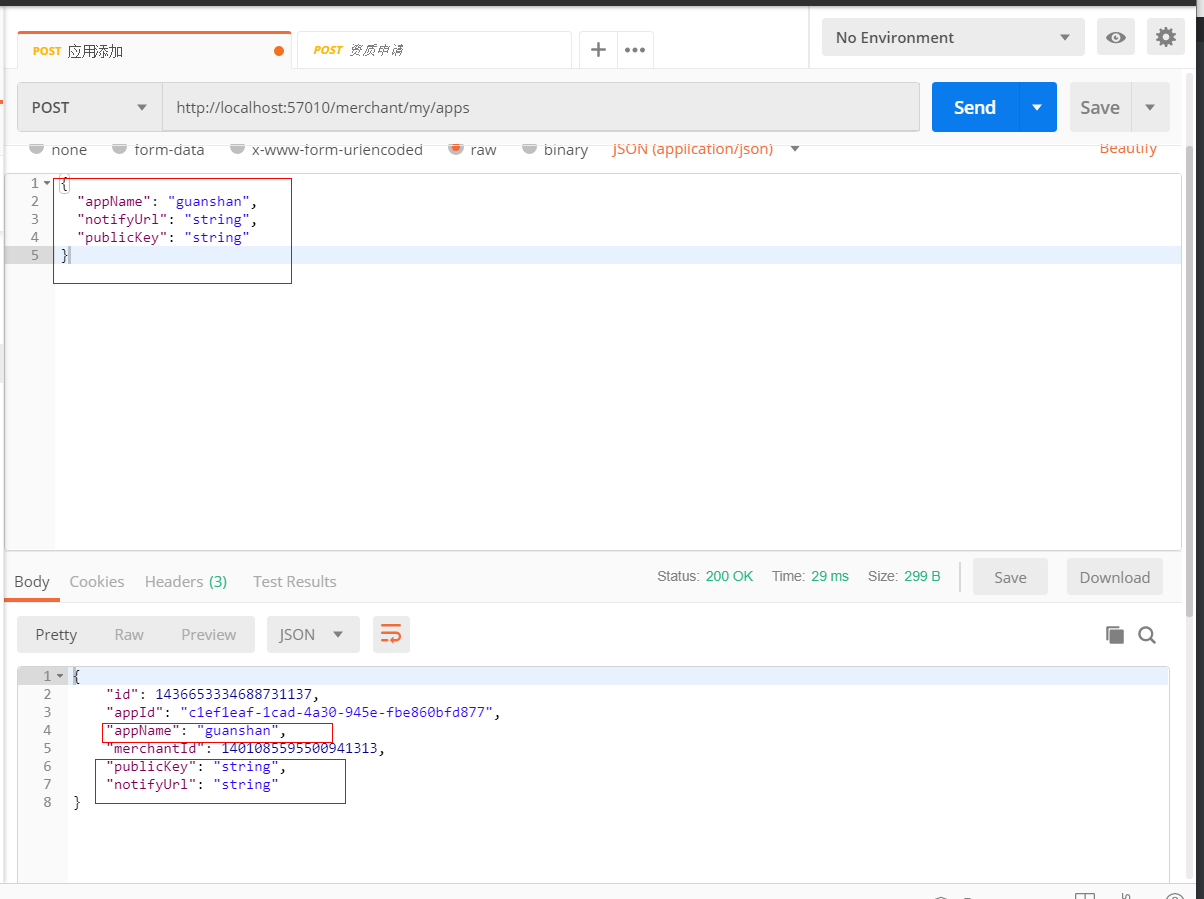 POST 应用添加
POST 资质申请
No Environment
POST
http://localhost:57010/merchant/my/apps
Send
Save
none
form-data
x-www-form-urlencoded
raw
binary
JSON (application/json)
Beautify
1 {
2 "appName": "guanshan",
3 "notifyUrl": "string",
4 "publicKey": "string"
5 }
Body
Cookies
Headers (3)
Test Results
Status: 200 OK
Time: 29 ms
Size: 299 B
Save
Download
Pretty
Raw
Preview
JSON
1 {
2 "id": 1436653334688731137,
3 "appId": "c1ef1eaf-1cad-4a30-945e-fbe860bfd877",
4 "appName": "guanshan",
5 "merchantId": 1401085595500941313,
6 "publicKey": "string",
7 "notifyUrl": "string"
8 }